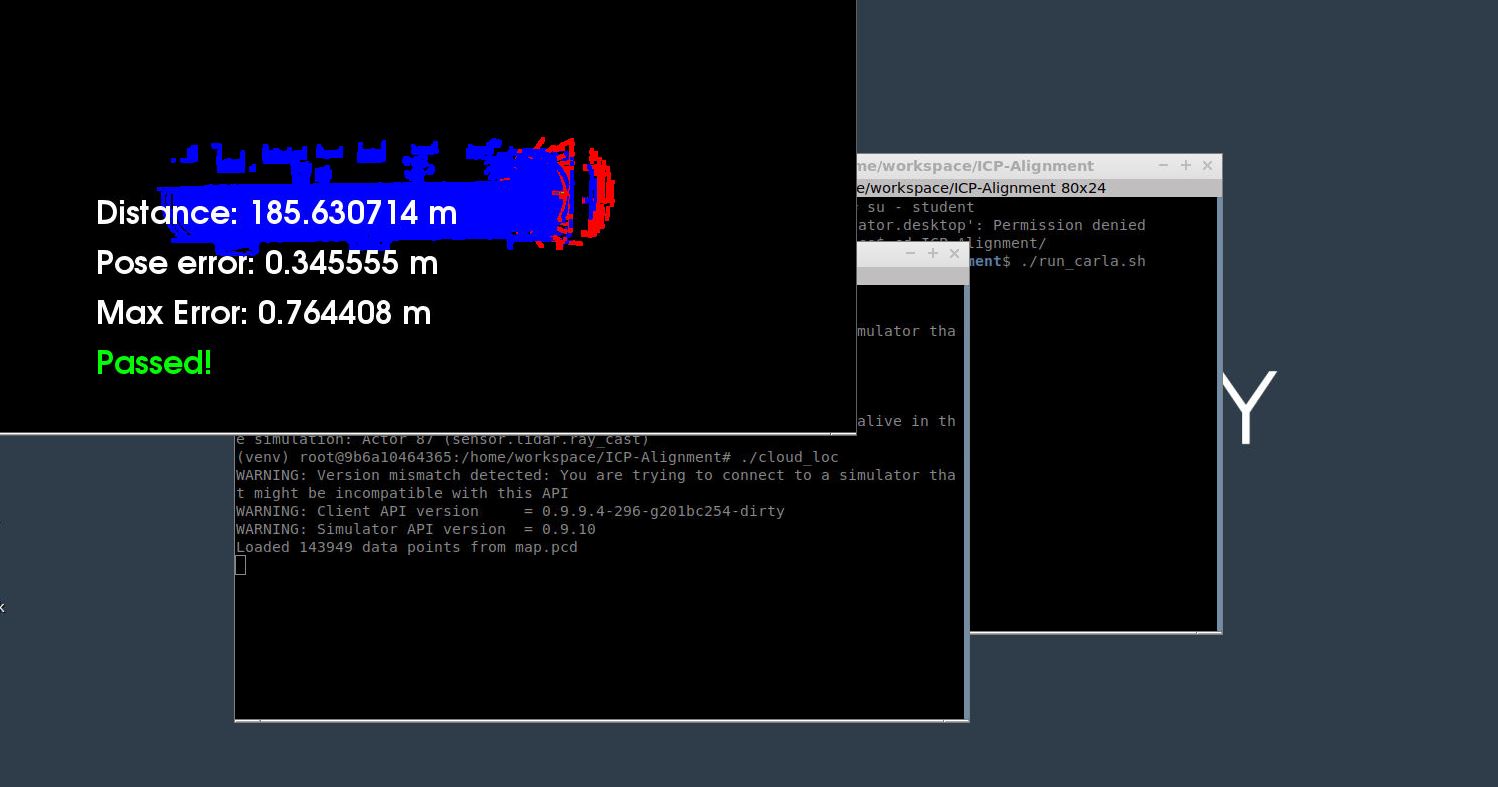 Distance: 185.630714 m
Pose error: 0.345555 m
Max Error: 0.764408 m
Passed!
me/workspace/ICP-Alignment
e/workspace/ICP-Alignment 80x24
su - student
ator.desktop': Permission denied
cd ICP-Alignment/
ment$ ./run_carla.sh
mulator tha
alive in th
e simulation: Actor 87 (sensor.lidar.ray_cast)
(venv) root@9b6a10464365:/home/workspace/ICP-Alignment# ./cloud_loc
WARNING: Version mismatch detected: You are trying to connect to a simulator tha
t might be incompatible with this API
WARNING: Client API version     = 0.9.9.4-296-g201bc254-dirty
WARNING: Simulator API version  = 0.9.10
Loaded 143949 data points from map.pcd
Y
k